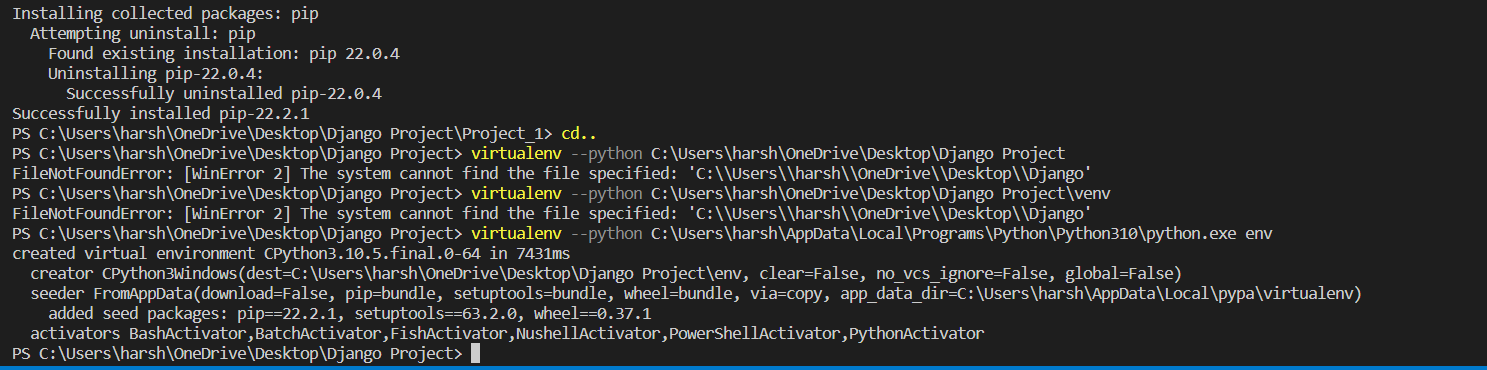 Installing collected packages: pip
  Attempting uninstall: pip
    Found existing installation: pip 22.0.4
    Uninstalling pip-22.0.4:
      Successfully uninstalled pip-22.0.4
Successfully installed pip-22.2.1
PS C:\Users\harsh\OneDrive\Desktop\Django Project\Project_1> cd..
PS C:\Users\harsh\OneDrive\Desktop\Django Project> virtualenv --python C:\Users\harsh\OneDrive\Desktop\Django Project
FileNotFoundError: [WinError 2] The system cannot find the file specified: 'C:\\Users\\harsh\\OneDrive\\Desktop\\Django'
PS C:\Users\harsh\OneDrive\Desktop\Django Project> virtualenv --python C:\Users\harsh\OneDrive\Desktop\Django Project\venv
FileNotFoundError: [WinError 2] The system cannot find the file specified: 'C:\\Users\\harsh\\OneDrive\\Desktop\\Django'
PS C:\Users\harsh\OneDrive\Desktop\Django Project> virtualenv --python C:\Users\harsh\AppData\Local\Programs\Python\Python310\python.exe env
created virtual environment CPython3.10.5.final.0-64 in 7431ms
  creator CPython3Windows(dest=C:\Users\harsh\OneDrive\Desktop\Django Project\env, clear=False, no_vcs_ignore=False, global=False)
  seeder FromAppData(download=False, pip=bundle, setuptools=bundle, wheel=bundle, via=copy, app_data_dir=C:\Users\harsh\AppData\Local\pypa\virtualenv)
    added seed packages: pip==22.2.1, setuptools==63.2.0, wheel==0.37.1
  activators BashActivator,BatchActivator,FishActivator,NushellActivator,PowerShellActivator,PythonActivator
PS C:\Users\harsh\OneDrive\Desktop\Django Project>